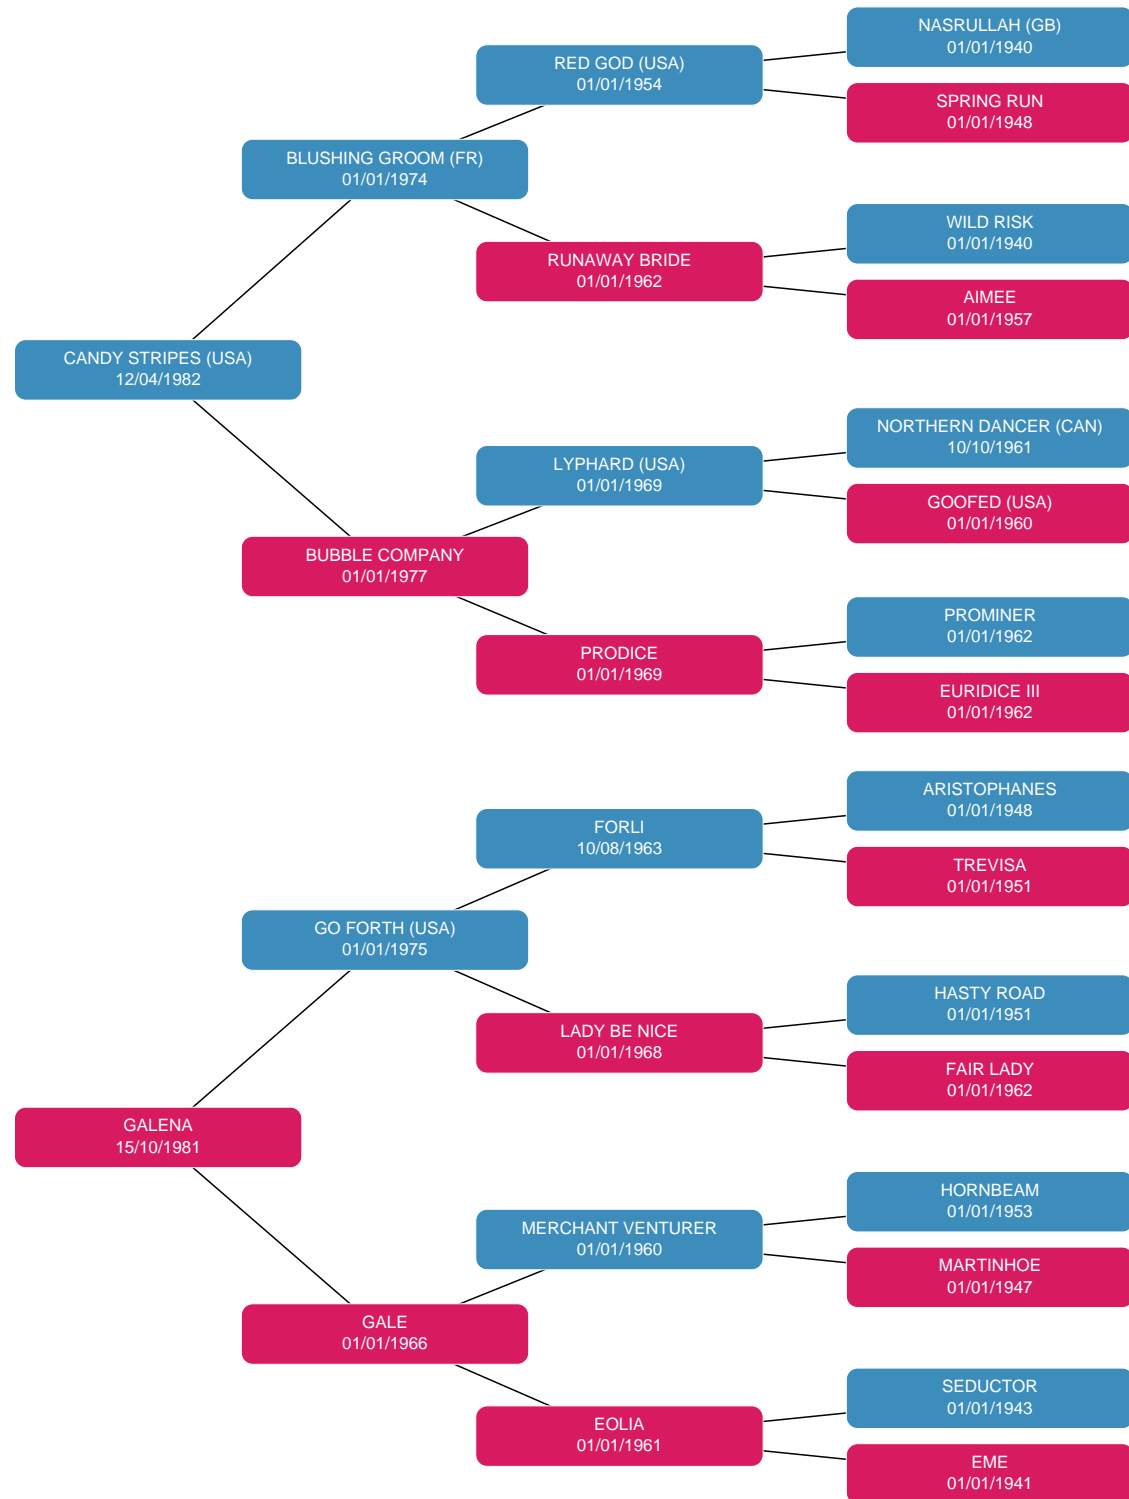 NASRULLAH (GB)
01/01/1940
RED GOD (USA)
01/01/1954
SPRING RUN
01/01/1948
BLUSHING GROOM (FR)
01/01/1974
WILD RISK
01/01/1940
RUNAWAY BRIDE
01/01/1962
AIMEE
01/01/1957
CANDY STRIPES (USA)
12/04/1982
NORTHERN DANCER (CAN)
10/10/1961
LYPHARD (USA)
01/01/1969
GOOFED (USA)
01/01/1960
BUBBLE COMPANY
01/01/1977
PROMINER
01/01/1962
PRODICE
01/01/1969
EURIDICE III
01/01/1962
ARISTOPHANES
01/01/1948
FORLI
10/08/1963
TREVISA
01/01/1951
GO FORTH (USA)
01/01/1975
HASTY ROAD
01/01/1951
LADY BE NICE
01/01/1968
FAIR LADY
01/01/1962
GALENA
15/10/1981
HORNBEAM
01/01/1953
MERCHANT VENTURER
01/01/1960
MARTINHOE
01/01/1947
GALE
01/01/1966
SEDUCTOR
01/01/1943
EOLIA
01/01/1961
EME
01/01/1941